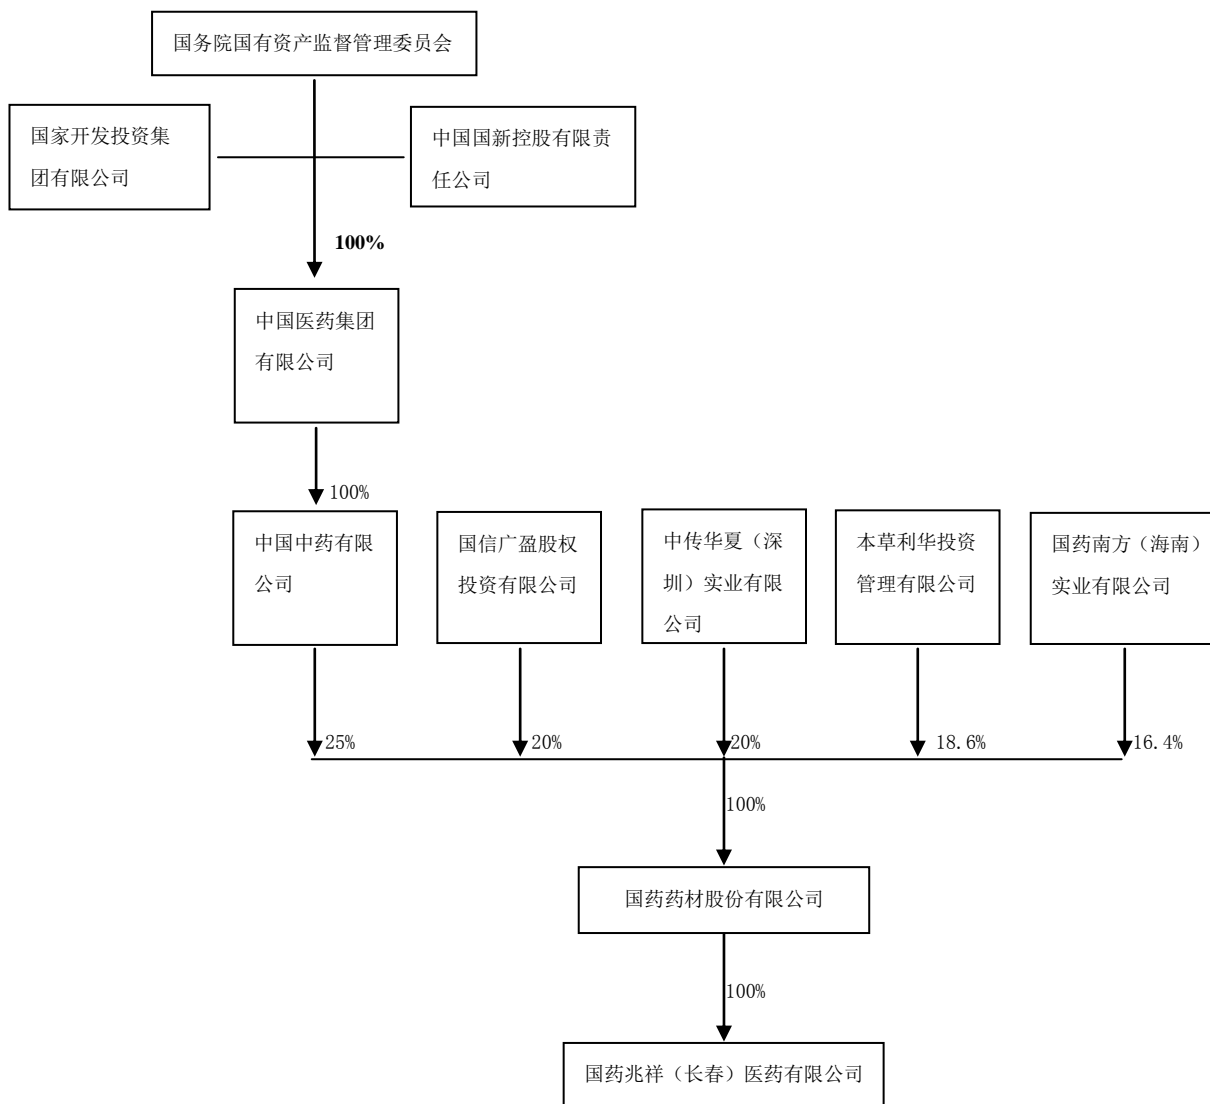 国务院国有资产监督管理委员会
国家开发投资集
团有限公司
中国国新控股有限责
任公司
100%
中国医药集团
有限公司
100%
中国中药有限
公司
国信广盈股权
投资有限公司
中传华夏（深
圳）实业有限
公司
本草利华投资
管理有限公司
国药南方（海南）
实业有限公司
25%
20%
20%
18.6%
16.4%
100%
国药药材股份有限公司
100%
国药兆祥（长春）医药有限公司